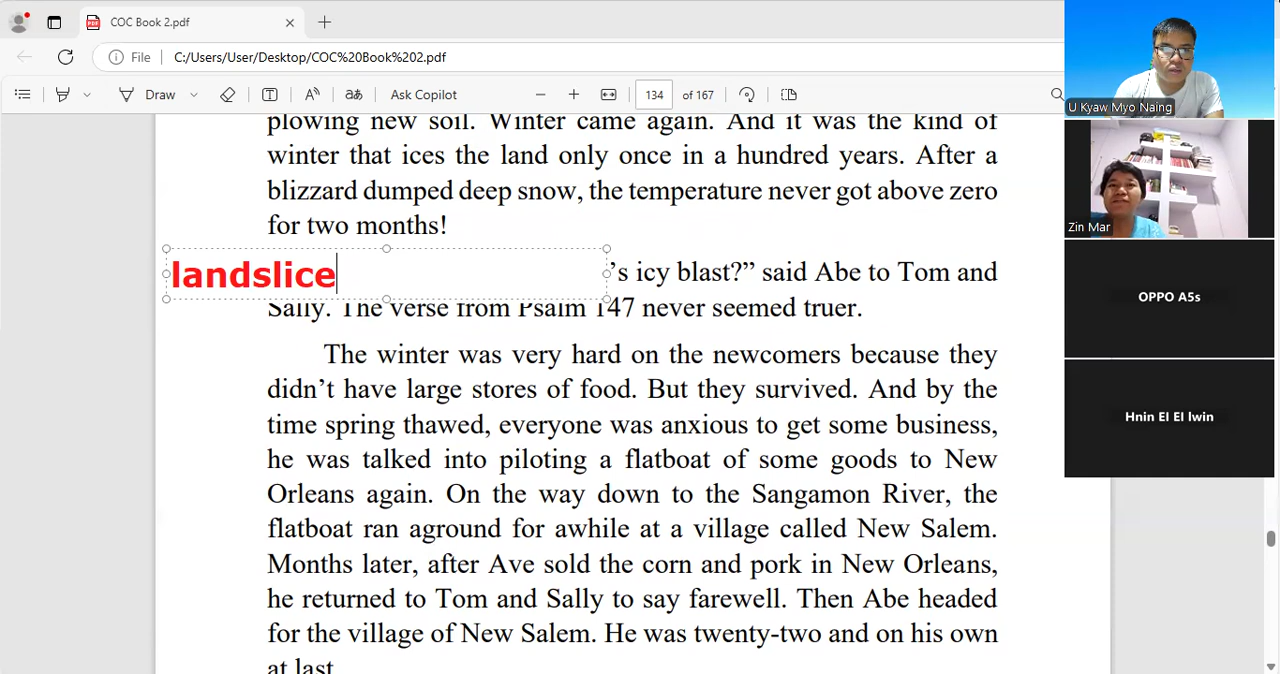 COC Book 2.pdf
File
C:/Users/User/Desktop/COC%20Book%202.pdf
Draw
Ask Copilot
134 of 167
plowing new soil. Winter came again. And it was the kind of
winter that ices the land only once in a hundred years. After a
blizzard dumped deep snow, the temperature never got above zero
for two months!
landslice
’s icy blast?” said Abe to Tom and
Sally. The verse from Psalm 147 never seemed truer.
The winter was very hard on the newcomers because they
didn’t have large stores of food. But they survived. And by the
time spring thawed, everyone was anxious to get some business,
he was talked into piloting a flatboat of some goods to New
Orleans again. On the way down to the Sangamon River, the
flatboat ran aground for awhile at a village called New Salem.
Months later, after Ave sold the corn and pork in New Orleans,
he returned to Tom and Sally to say farewell. Then Abe headed
for the village of New Salem. He was twenty-two and on his own
at last
U Kyaw Myo Naing
Zin Mar
OPPO A5s
Hnin EI EI lwin